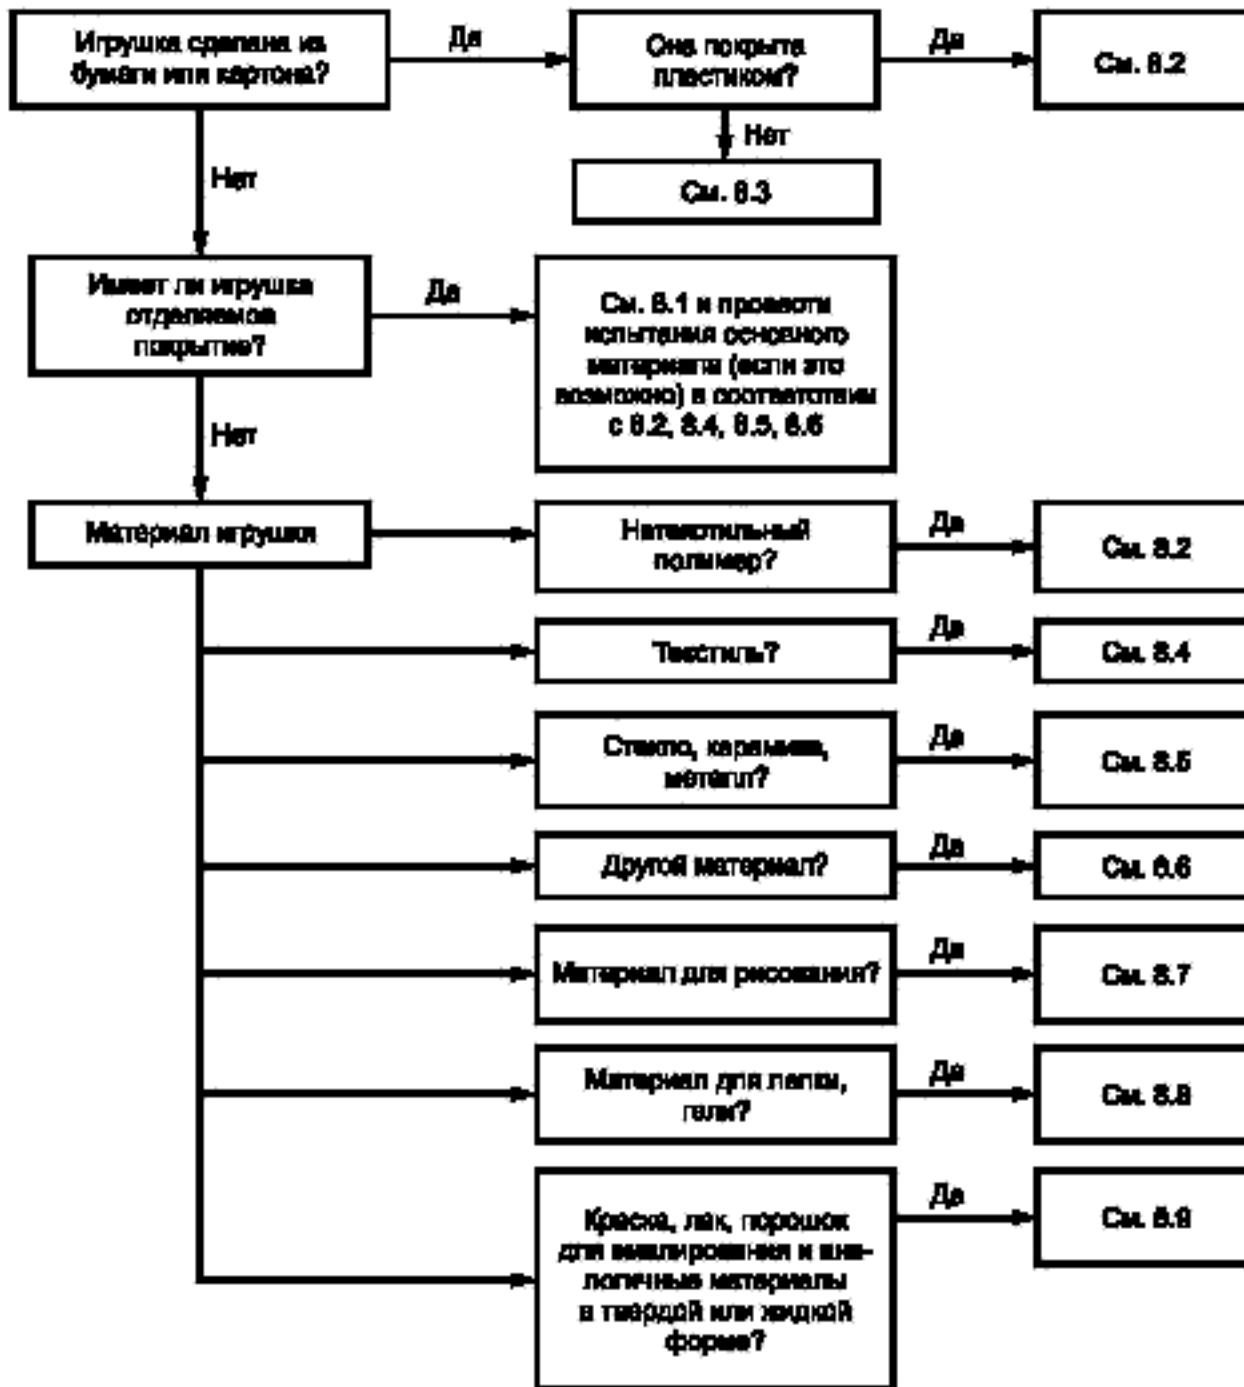 Игрушка сделана из
бумаги или картона?
Да
Она покрыта
пластиком?
Да
См. 8.2
Нет
См. 8.3
Нет
Имеет ли игрушка
отделяемое
покрытие?
Да
См. 8.1 и провести
испытания основного
материала (если это
возможно) в соответствии
с 8.2, 8.4, 8.5, 8.6
Нет
Материал игрушки
Нетекстильный
полимер?
Да
См. 8.2
Текстиль?
Да
См. 8.4
Стекло, керамика,
металл?
Да
См. 8.5
Другой материал?
Да
См. 8.6
Материал для рисования?
Да
См. 8.7
Материал для лепки,
гели?
Да
См. 8.8
Краска, лак, порошок
для эмалирования и ана-
логичные материалы
в твердой или жидкой
форме?
Да
См. 8.9